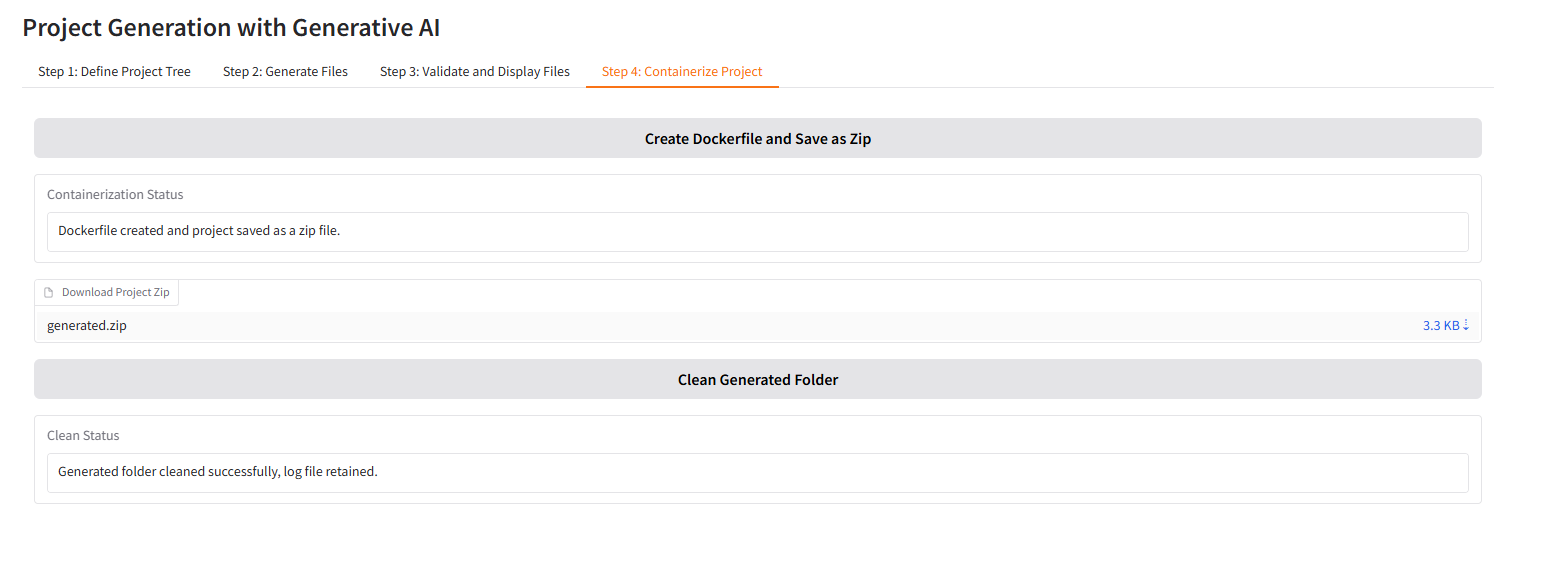 Project Generation with Generative AI
Step 1: Define Project Tree Step 2: Generate Files Step 3: Validate and Display Files Step 4: Containerize Project
Create Dockerfile and Save as Zip
Containerization Status
Dockerfile created and project saved as a zip file.
Download Project Zip
generated.zip 3.3 KB ⇣
Clean Generated Folder
Clean Status
Generated folder cleaned successfully, log file retained.